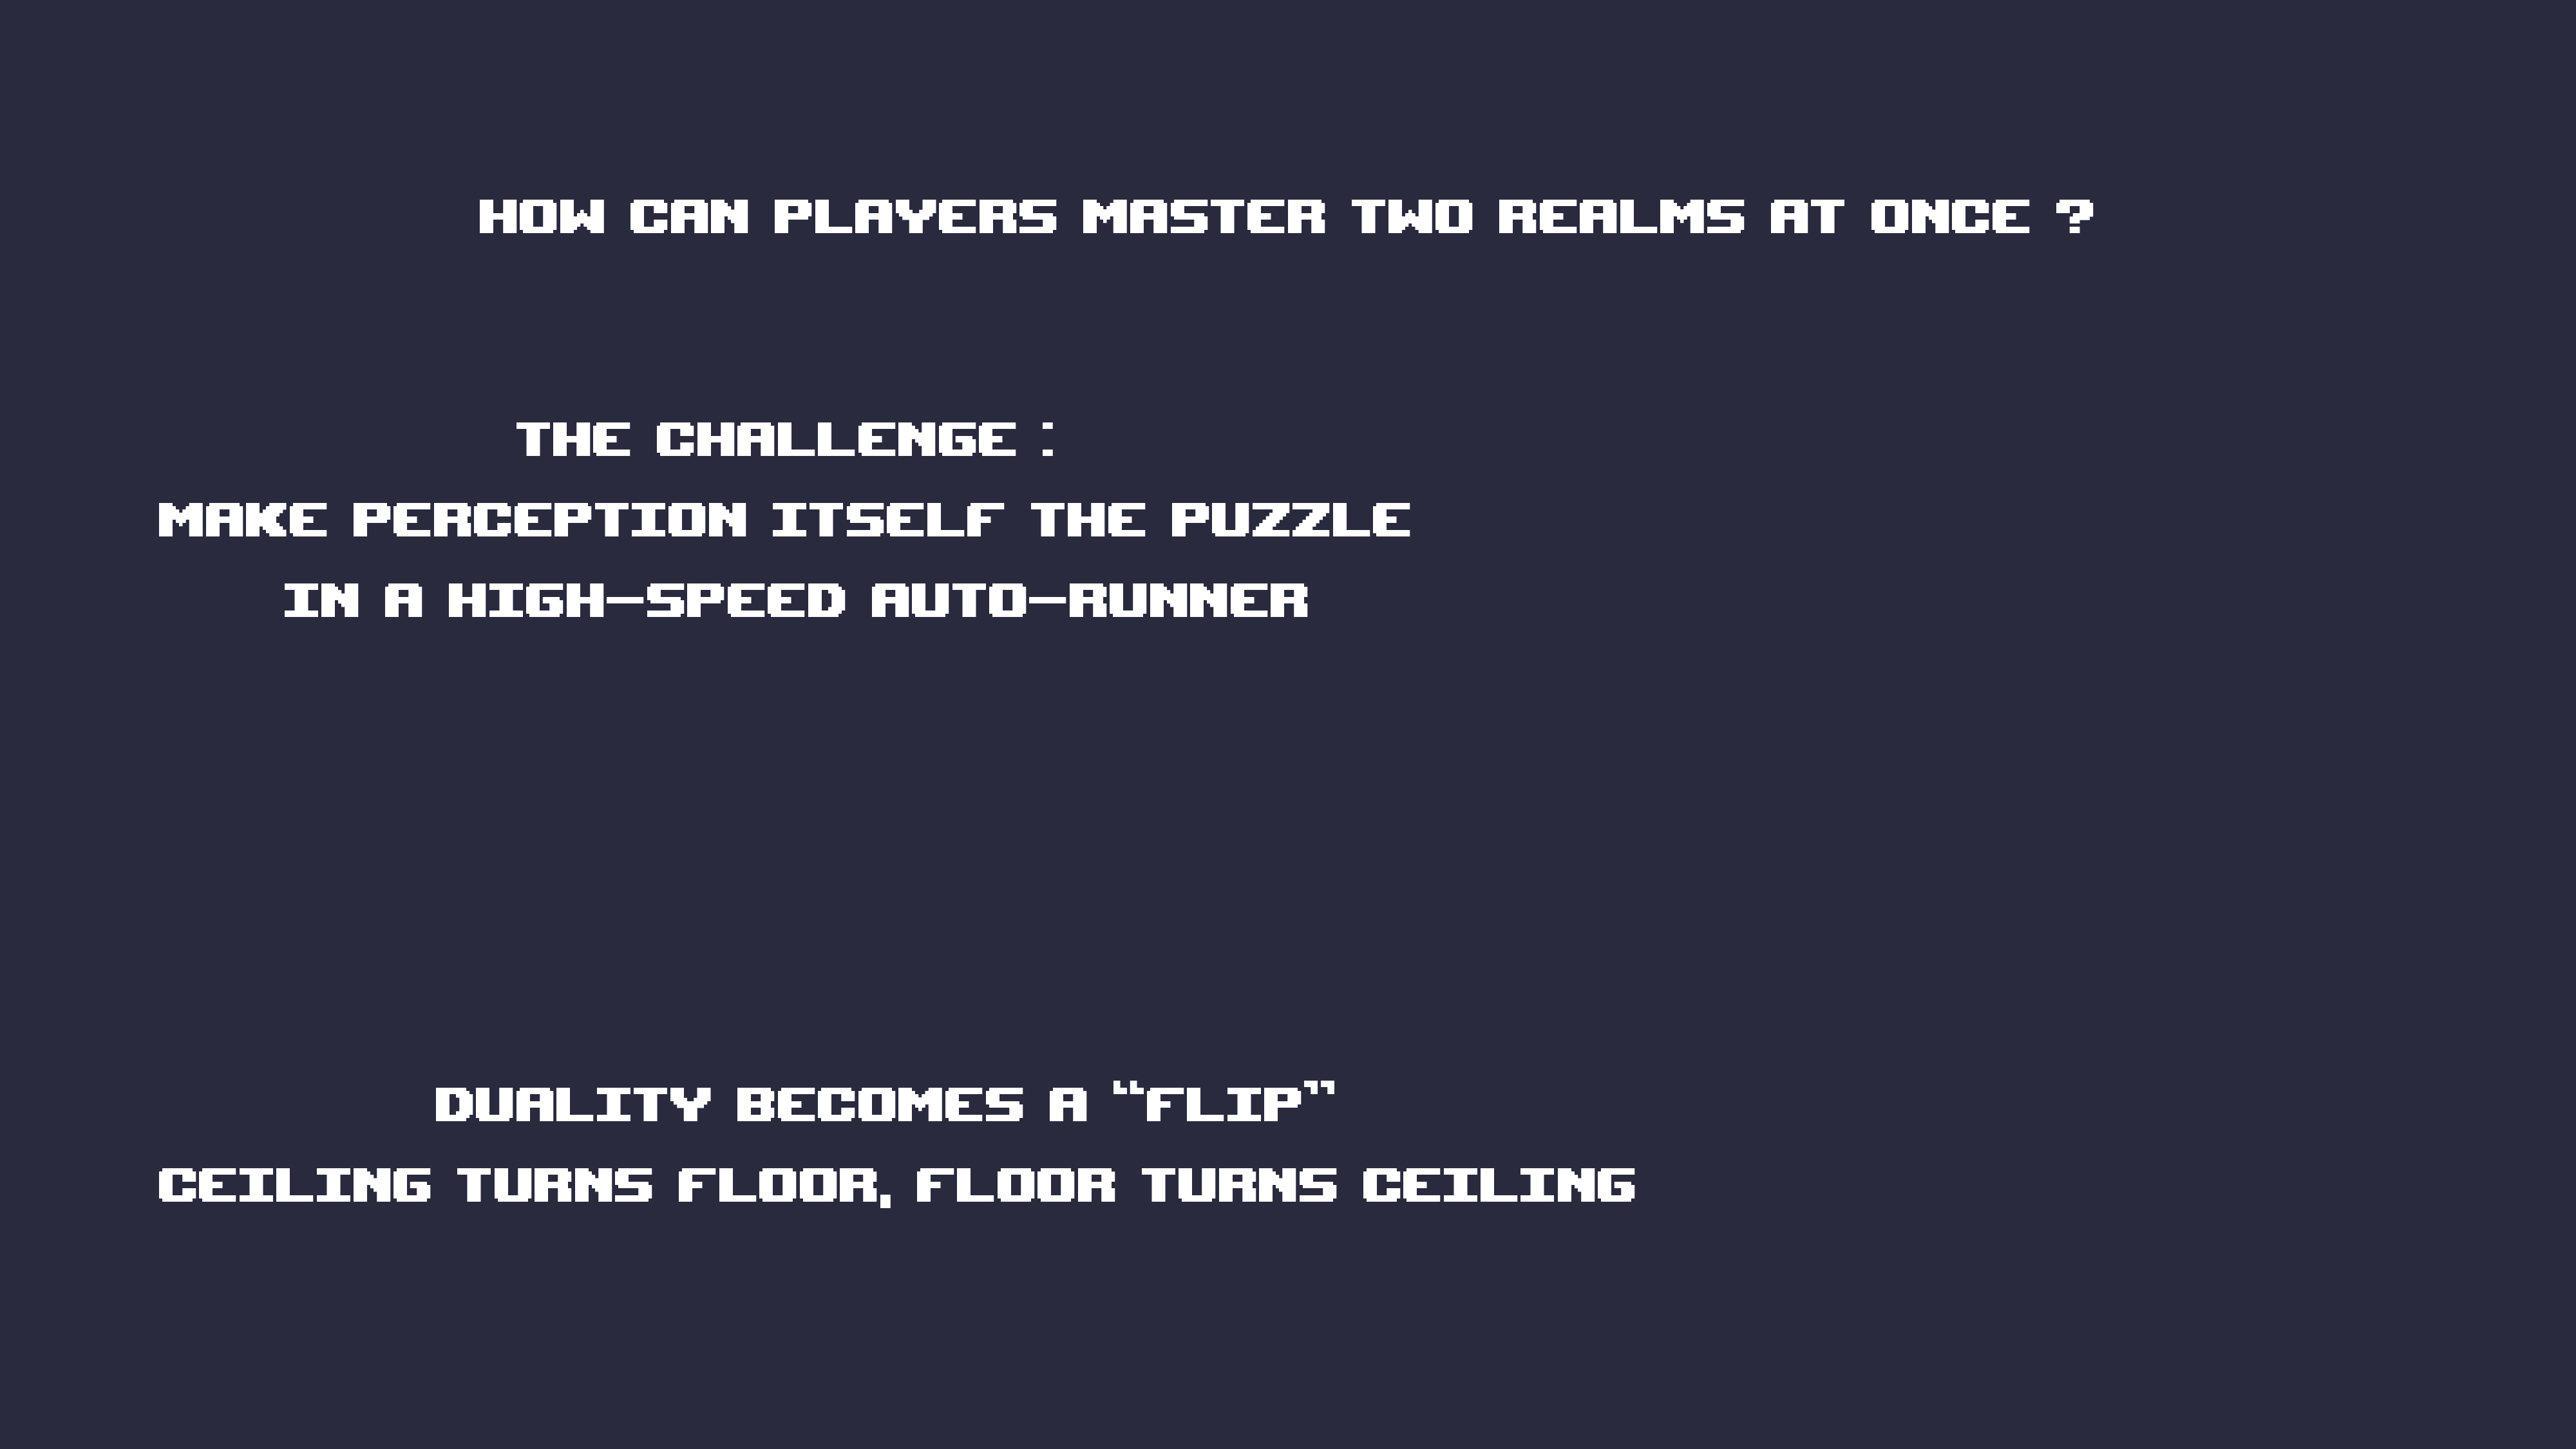 HOW CAN PLAYERS MASTER TWO REALMS AT ONCE ?
THE CHALLENGE :
MAKE PERCEPTION ITSELF THE PUZZLE
IN A HIGH-SPEED AUTO-RUNNER
DUALITY BECOMES A “FLIP”
CEILING TURNS FLOOR, FLOOR TURNS CEILING